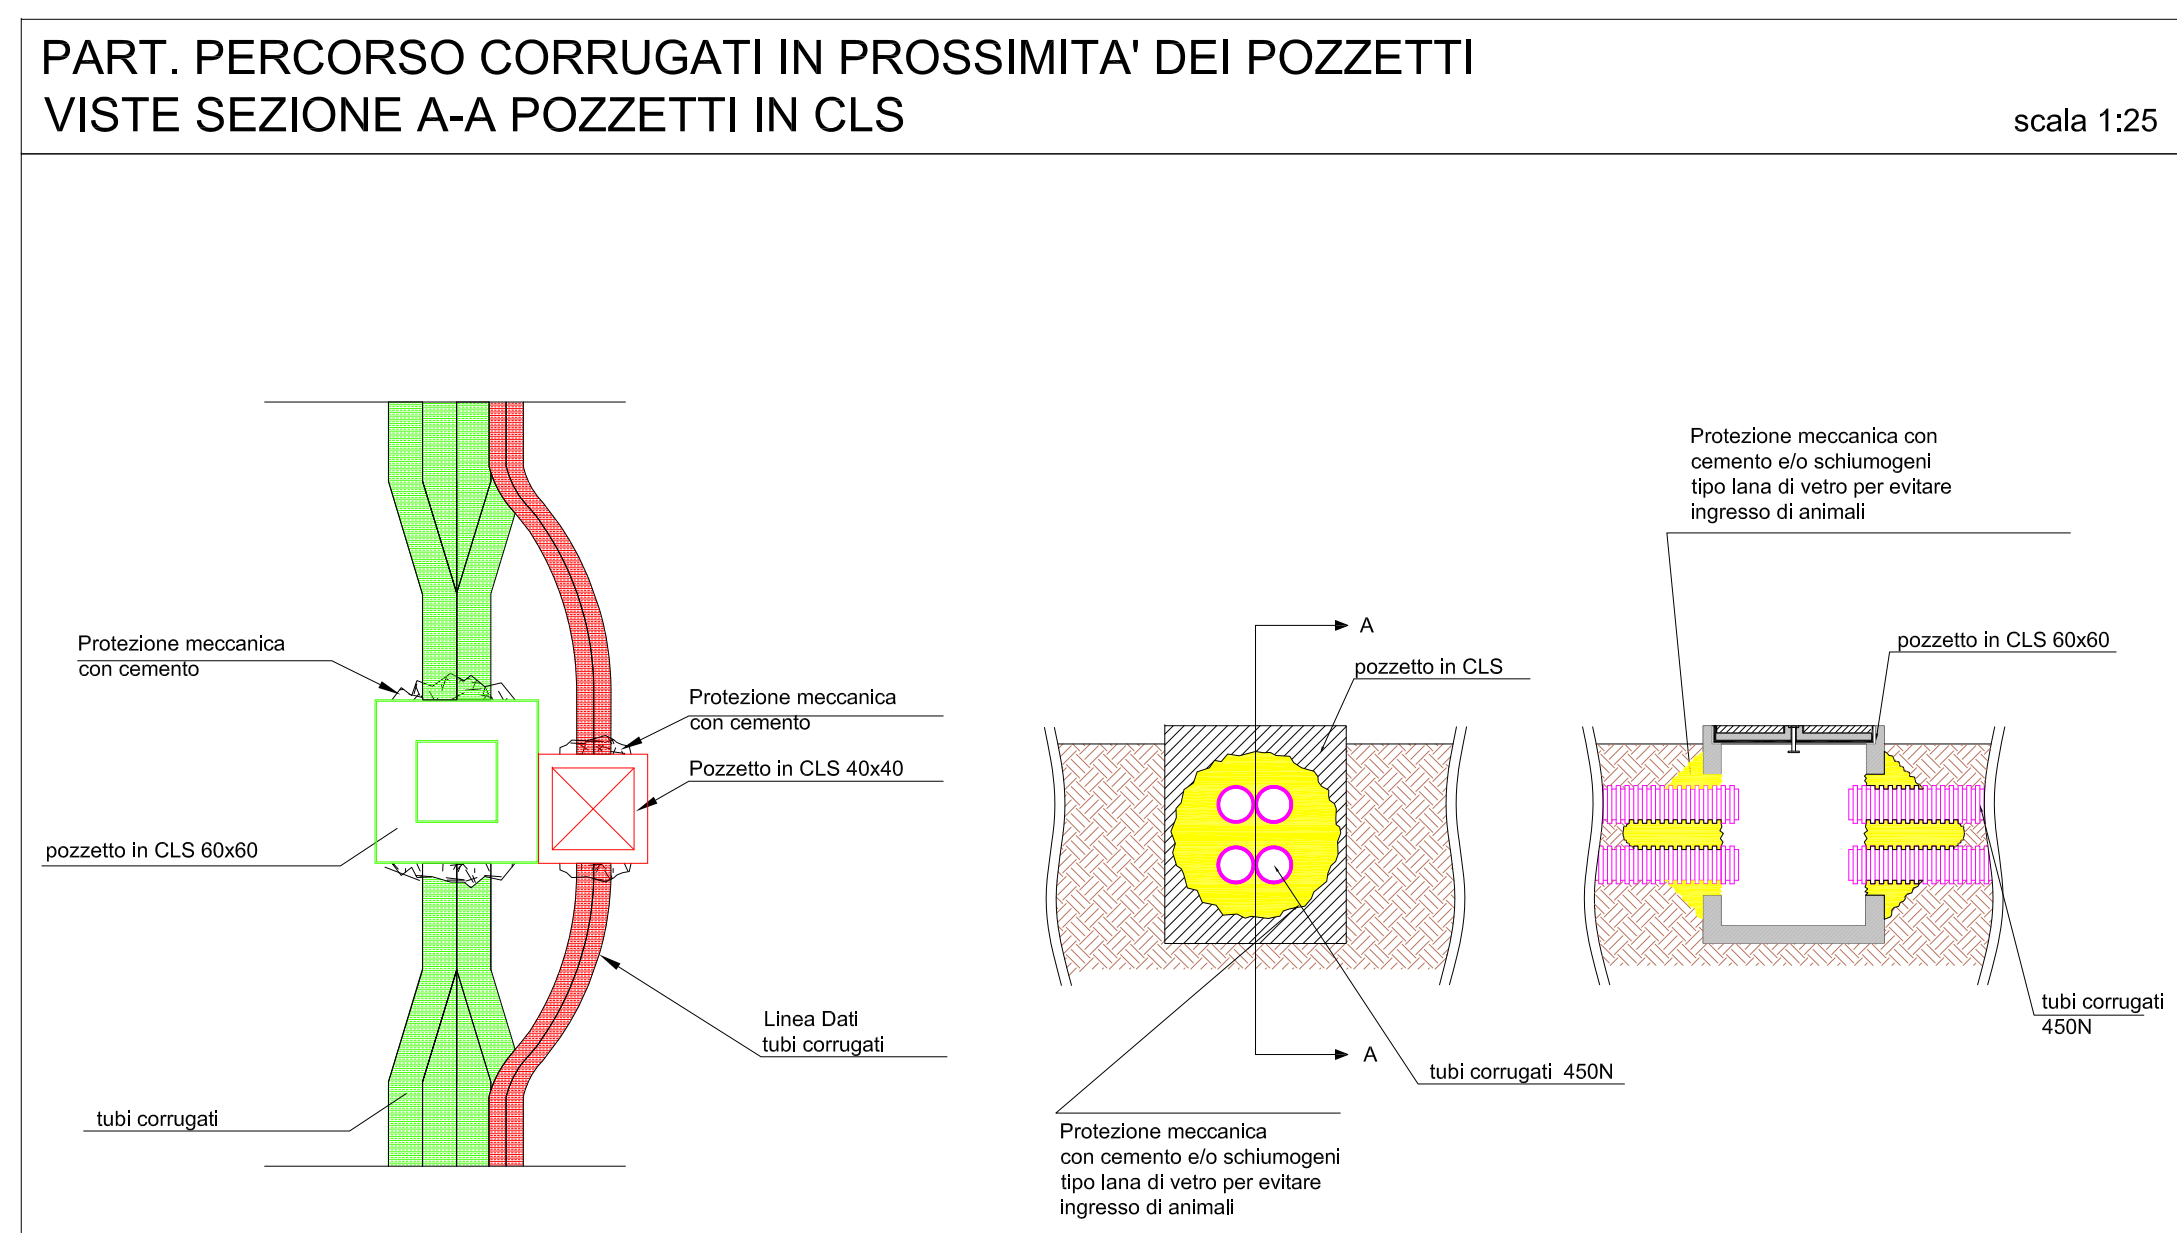 PART. PERCORSO CORRUGATI IN PROSSIMITA' DEI POZZETTI
VISTE SEZIONE A-A POZZETTI IN CLS
scala 1:25
Protezione meccanica
con cemento
Protezione meccanica
con cemento
Pozzetto in CLS 40x40
pozzetto in CLS 60x60
Linea Dati
tubi corrugati
tubi corrugati
A
pozzetto in CLS
A
tubi corrugati 450N
Protezione meccanica
con cemento e/o schiumogeni
tipo lana di vetro per evitare
ingresso di animali
Protezione meccanica con
cemento e/o schiumogeni
tipo lana di vetro per evitare
ingresso di animali
pozzetto in CLS 60x60
tubi corrugati
450N